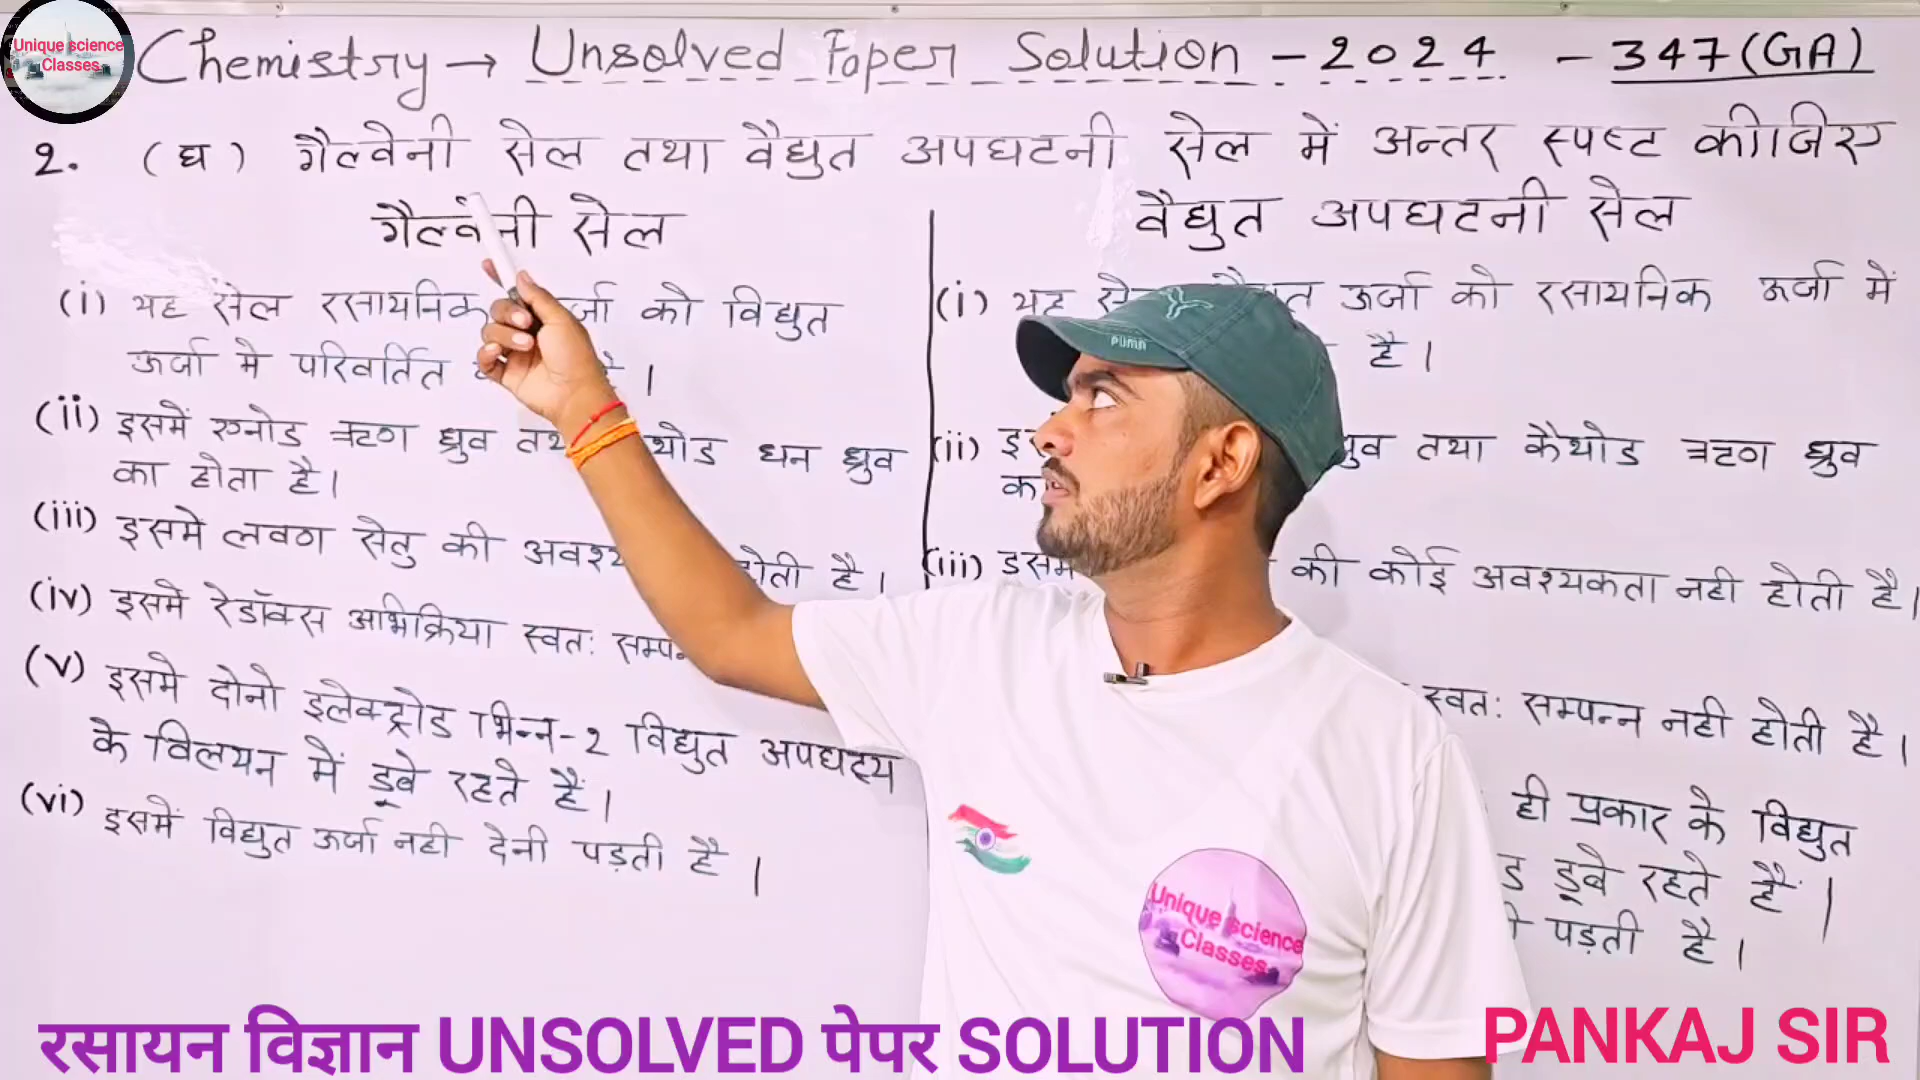 Unique science
Classes
Chemistry → Unsolved Paper Solution - 2024 - 347 (GA)
2. (घ) गैल्वेनी सेल तथा वैद्युत अपघटनी सेल में अन्तर स्पष्ट कीजिए
गैल्वेनी सेल
(i) यह सेल रसायनिक को विद्युत
ऊर्जा मे परिवर्तित है।
(ii) इसमें एनोड ऋण ध्रुव धन ध्रुव
का होता है।
(iii) इसमे लवण सेतु की होती है।
(iv) इसमे रेडॉक्स अभिक्रिया स्वतः
(v) इसमे दोनो इलेक्ट्रोड भिन्न-2 विद्युत अपघट्य
के विलयन में डूबे रहते हैं।
(vi) इसमें विद्युत ऊर्जा नही देनी पड़ती है।
वैद्युत अपघटनी सेल
(i) यह ऊर्जा को रसायनिक ऊर्जा में
है।
(ii) तथा कैथोड ऋण ध्रुव
(iii) इसमे की कोई अवश्यकता नही होती है।
स्वतः सम्पन्न नही होती है।
ही प्रकार के विद्युत
डूबे रहते हैं।
पड़ती है।
PUMA
Unique science
Classes
रसायन विज्ञान UNSOLVED पेपर SOLUTION
PANKAJ SIR